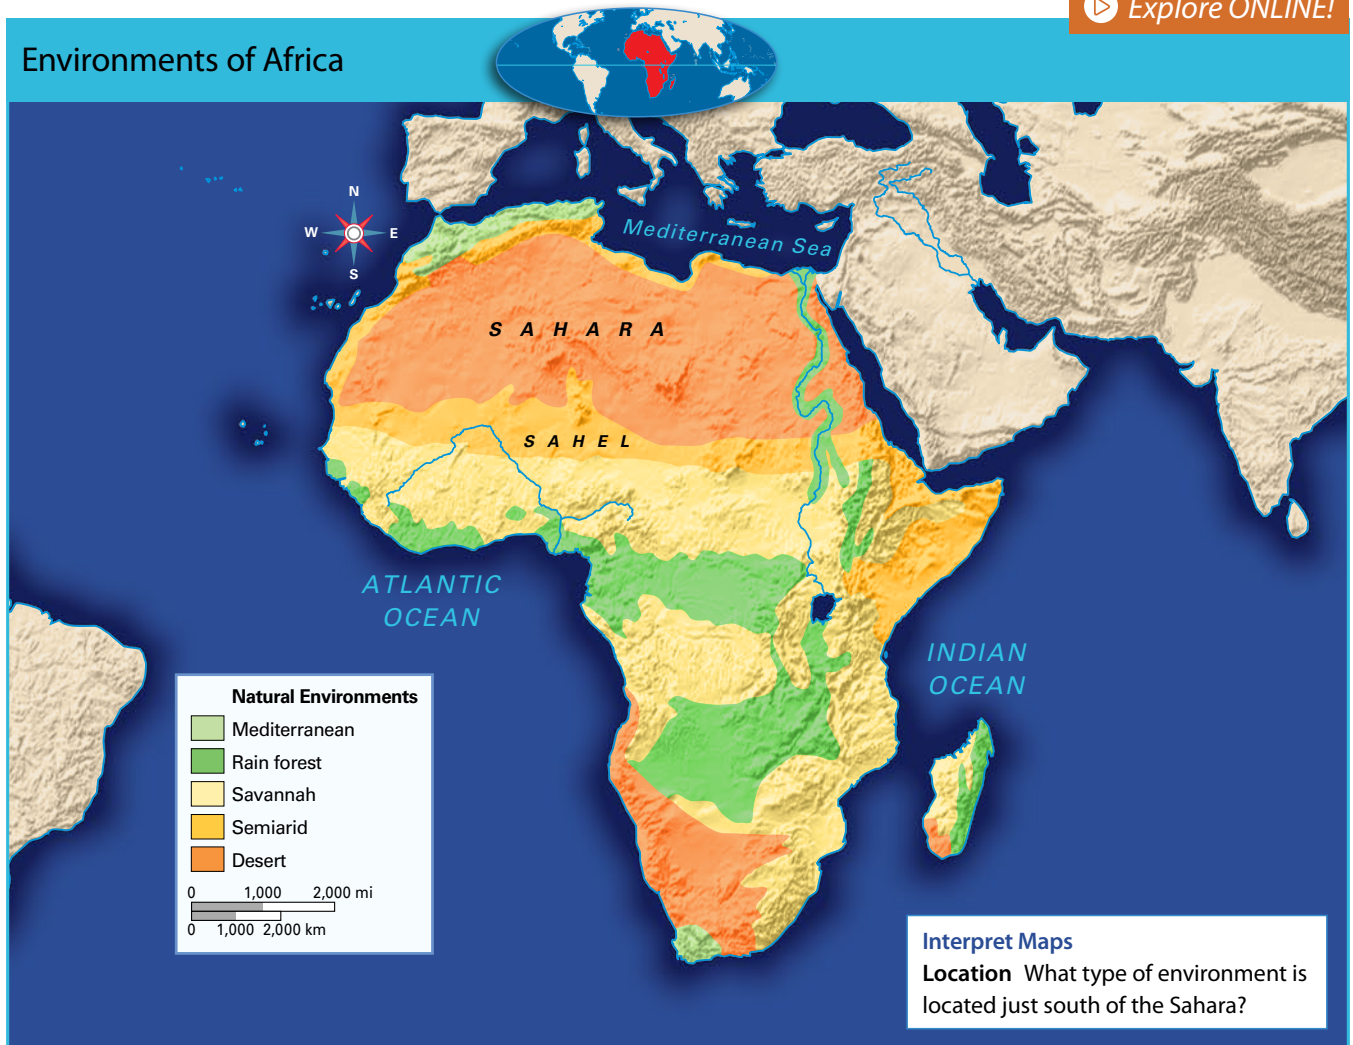 Explore ONLINE!
Environments of Africa
N
W
E
S
Mediterranean Sea
SAHARA
SAHEL
ATLANTIC
OCEAN
INDIAN
OCEAN
Natural Environments
Mediterranean
Rain forest
Savannah
Semiarid
Desert
0 1,000 2,000 mi
0 1,000 2,000 km
Interpret Maps
Location What type of environment is
located just south of the Sahara?